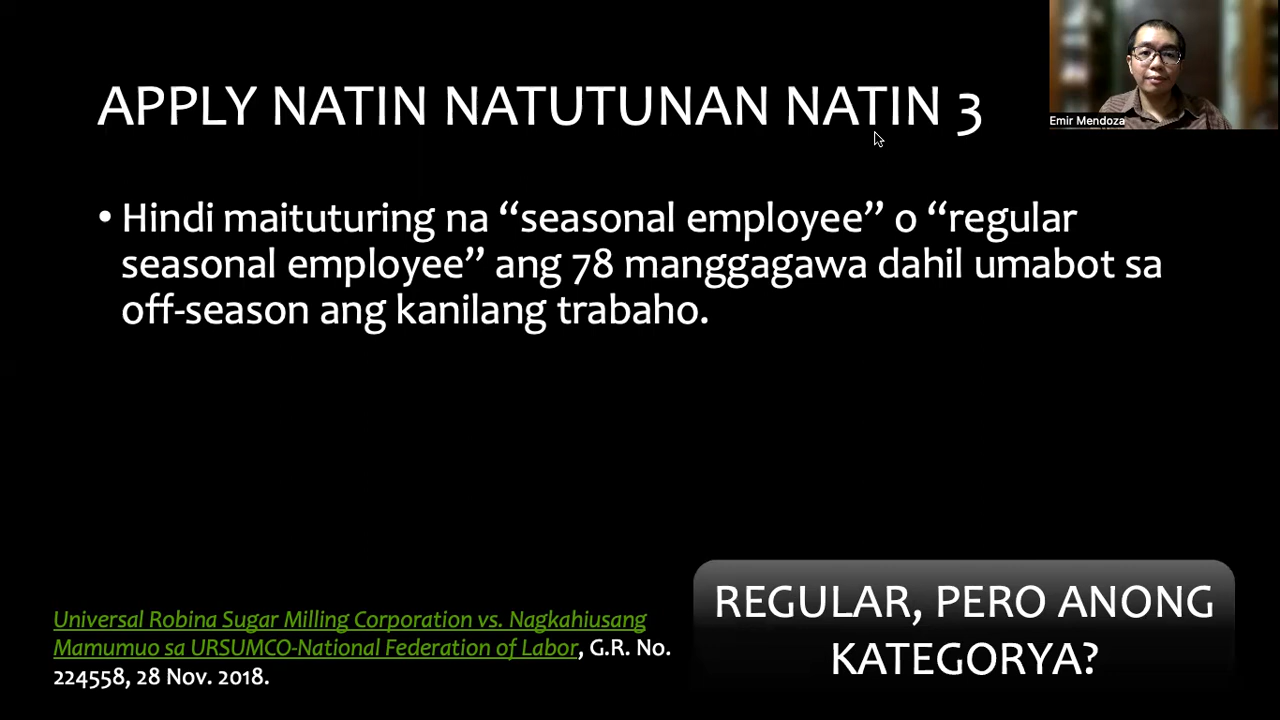 APPLY NATIN NATUTUNAN NATIN 3
Emir Mendoza
• Hindi maituturing na “seasonal employee” o “regular
seasonal employee” ang 78 manggagawa dahil umabot sa
off-season ang kanilang trabaho.
Universal Robina Sugar Milling Corporation vs. Nagkahiusang
Mamumuo sa URSUMCO-National Federation of Labor, G.R. No.
224558, 28 Nov. 2018.
REGULAR, PERO ANONG
KATEGORYA?